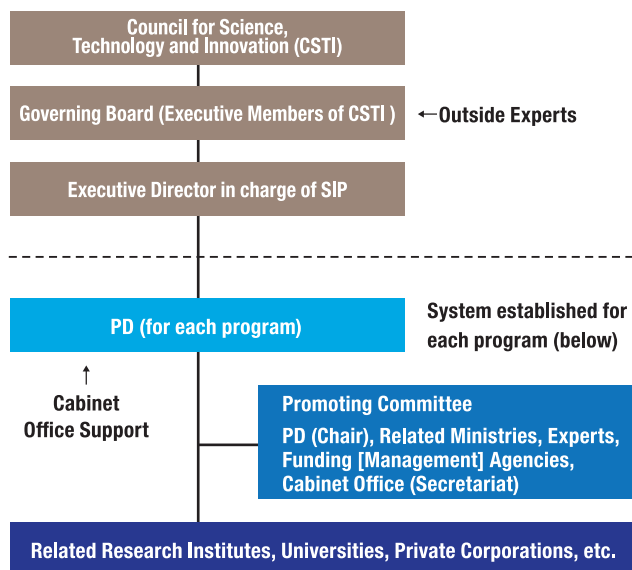 Council for Science,
Technology and Innovation (CSTI)
Governing Board (Executive Members of CSTI )
←Outside Experts
Executive Director in charge of SIP
PD (for each program)
System established for
each program (below)
↑
Cabinet
Office Support
Promoting Committee
PD (Chair), Related Ministries, Experts,
Funding [Management] Agencies,
Cabinet Office (Secretariat)
Related Research Institutes, Universities, Private Corporations, etc.